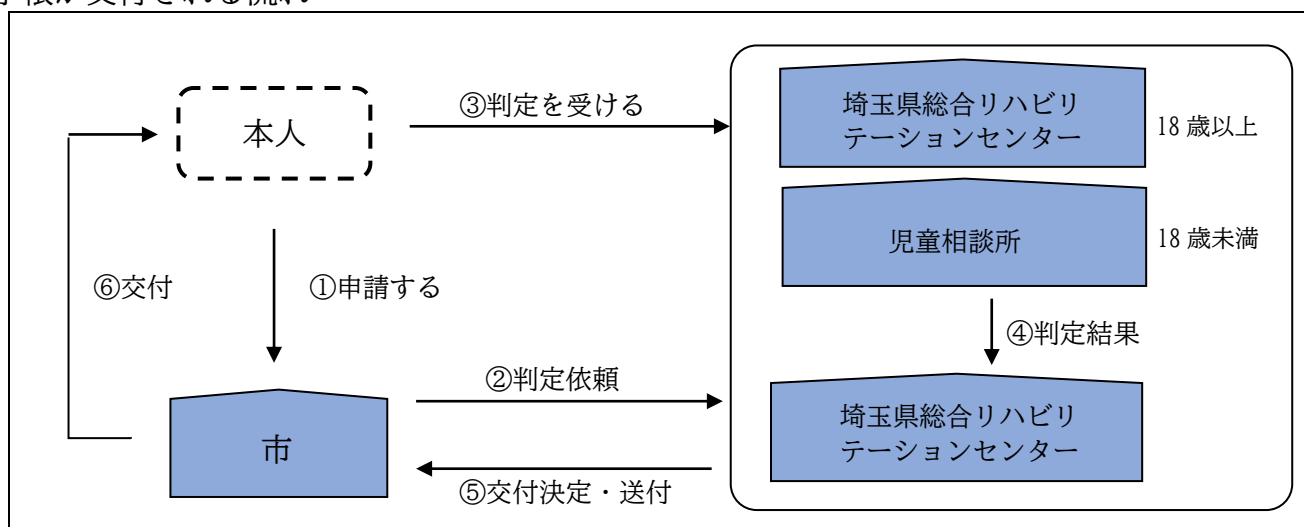 手帳が交付される流れ
本人
③判定を受ける
埼玉県総合リハビリ
テーションセンター
18 歳以上
児童相談所
18 歳未満
⑥交付
①申請する
④判定結果
②判定依頼
埼玉県総合リハビリ
テーションセンター
市
⑤交付決定・送付